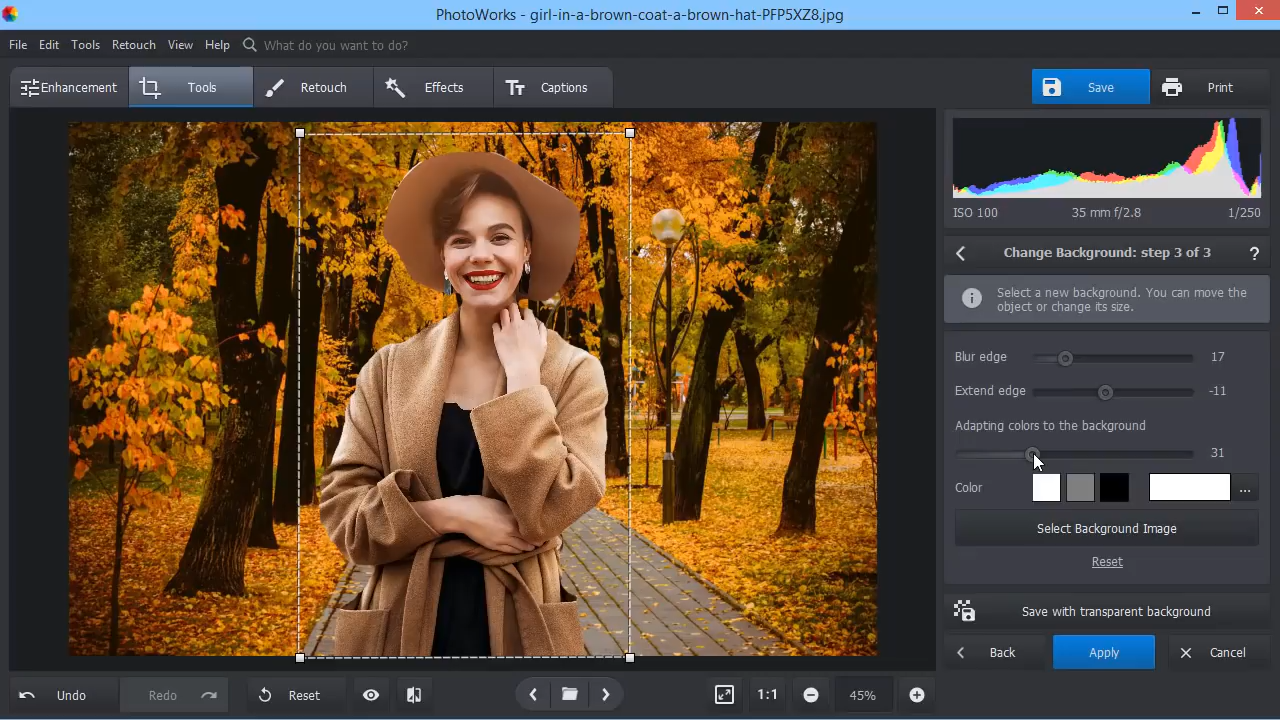 PhotoWorks - girl-in-a-brown-coat-a-brown-hat-PFP5XZ8.jpg
File Edit Tools Retouch View Help What do you want to do?
Enhancement Tools Retouch Effects Captions Save Print
ISO 100 35 mm f/2.8 1/250
Change Background: step 3 of 3 ?
Select a new background. You can move the
object or change its size.
Blur edge 17
Extend edge -11
Adapting colors to the background
31
Color ...
Select Background Image
Reset
Save with transparent background
Back Apply Cancel
Undo Redo Reset 1:1 45%